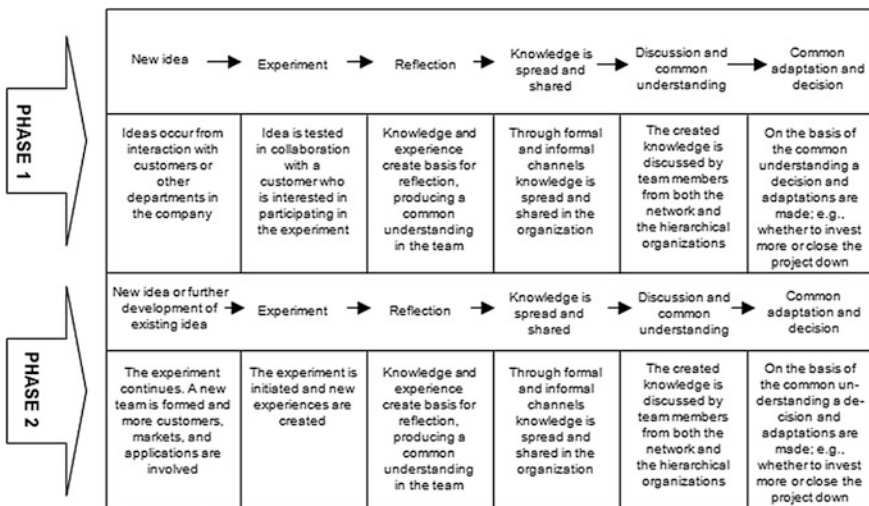 PHASE 1
New idea
Experiment
Reflection
Knowledge is
spread and
shared
Discussion and
common
understanding
Common
adaptation and
decision
Ideas occur from
interaction with
customers or
other
departments in
the company
Idea is tested
in collaboration
with a
customer who
is interested in
participating in
the experiment
Knowledge and
experience
create basis for
reflection,
producing a
common
understanding
in the team
Through formal
and informal
channels
knowledge is
spread and
shared in the
organization
The created
knowledge is
discussed by
team members
from both the
network and
the hierarchical
organizations
On the basis of
the common
understanding a
decision and
adaptations are
made; e.g.,
whether to invest
more or close the
project down
PHASE 2
New idea or further
development of
existing idea
Experiment
Reflection
Knowledge is
spread and
shared
Discussion and
common
understanding
Common
adaptation and
decision
The experiment
continues. A new
team is formed and
more customers,
markets, and
applications are
involved
The experiment is
initiated and new
experiences are
created
Knowledge and
experience
create basis for
reflection,
producing a
common
understanding
in the team
Through formal
and informal
channels
knowledge is
spread and
shared in the
organization
The created
knowledge is
discussed by
team members
from both the
network and
the hierarchical
organizations
On the basis of
the common un-
derstanding a de-
cision and
adaptations are
made; e.g.,
whether to invest
more or close the
project down